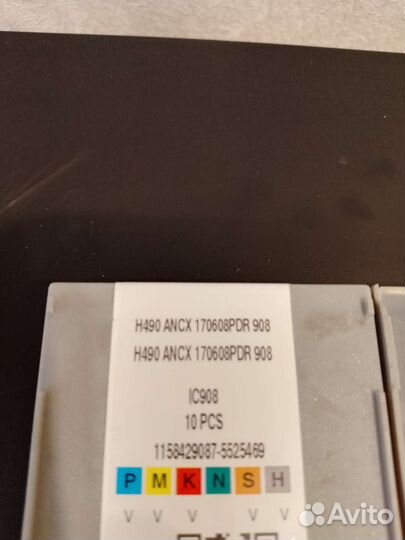 H490 ANCX 170608PDR 908
H490 ANCX 170608PDR 908
IC908
10 PCS
1158429087-5525469
P M K N S H
V V V V V
Avito